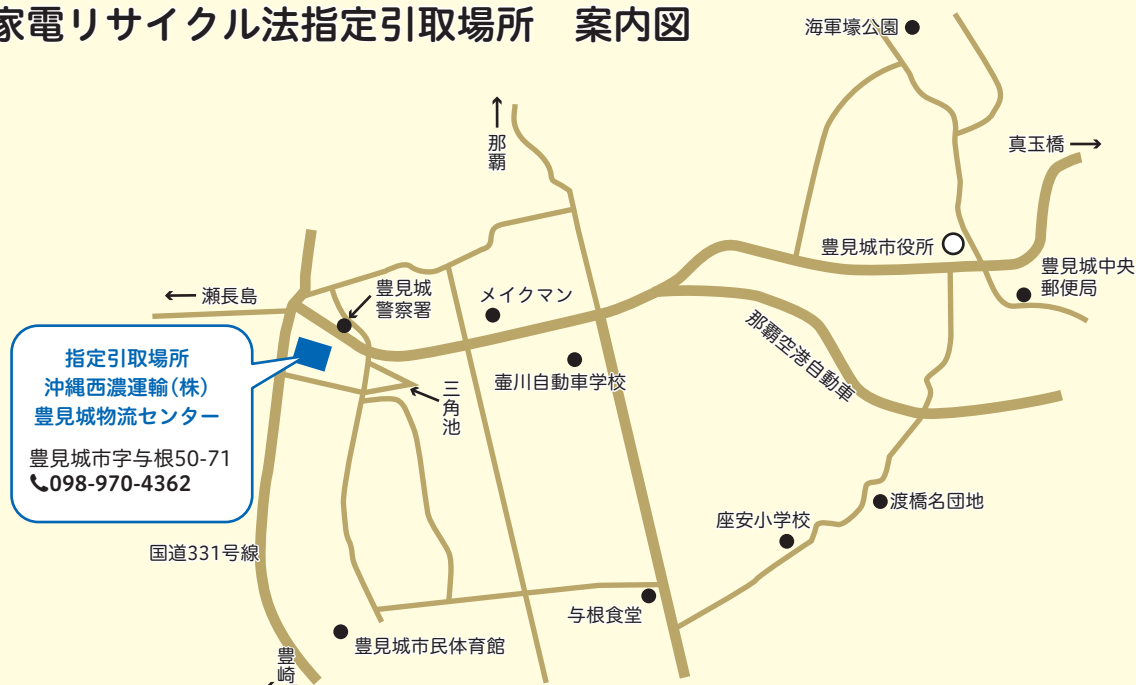 家電リサイクル法指定引取場所　案内図
海軍壕公園
那覇
真玉橋
豊見城市役所
豊見城中央
郵便局
瀬長島
豊見城
警察署
メイクマン
那覇空港自動車
指定引取場所
沖縄西濃運輸(株)
豊見城物流センター
豊見城市字与根50-71
098-970-4362
三角池
壷川自動車学校
渡橋名団地
座安小学校
国道331号線
与根食堂
豊見城市民体育館
豊崎